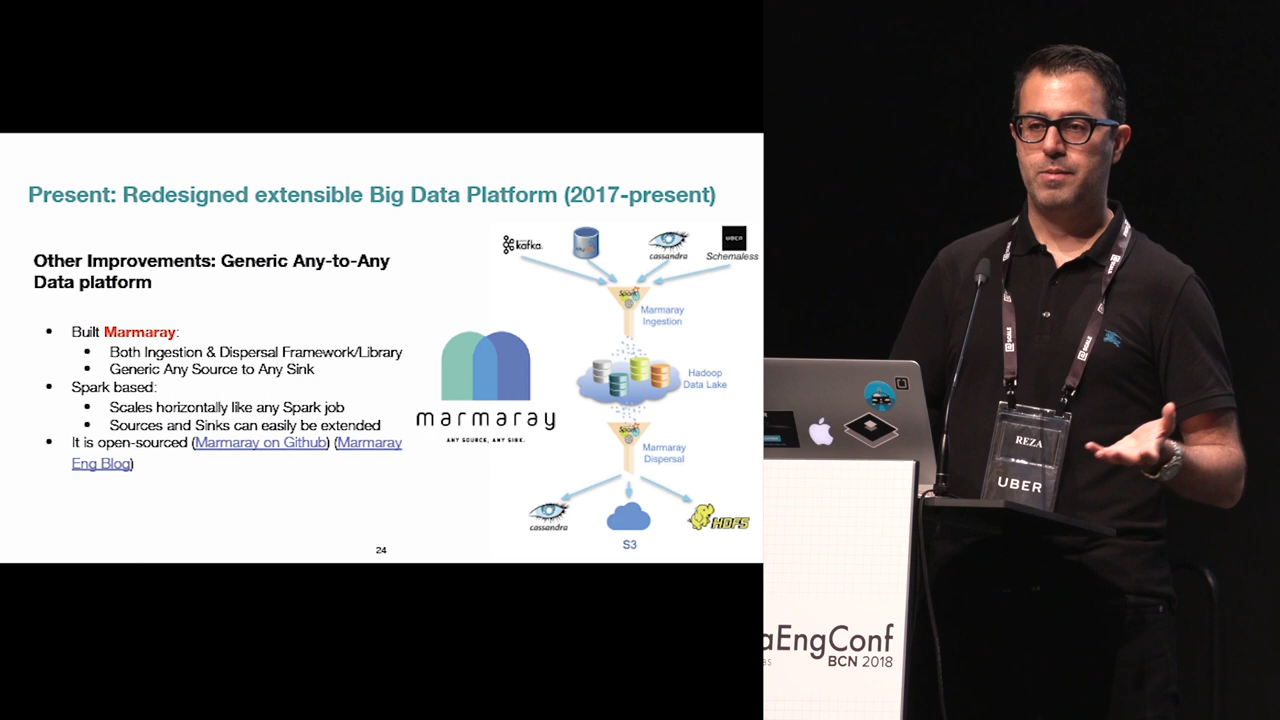 Present: Redesigned extensible Big Data Platform (2017-present)
Other Improvements: Generic Any-to-Any
Data platform
• Built Marmaray:
• Both Ingestion & Dispersal Framework/Library
• Generic Any Source to Any Sink
• Spark based:
• Scales horizontally like any Spark job
• Sources and Sinks can easily be extended
• It is open-sourced (Marmaray on Github) (Marmaray
Eng Blog)
marmaray
ANY SOURCE, ANY SINK.
kafka
cassandra
UBER
Schemaless
Spark
Marmaray
Ingestion
Hadoop
Data Lake
Spark
Marmaray
Dispersal
cassandra
S3
HDFS
24
REZA
UBER
aEngConf
as
BCN 2018